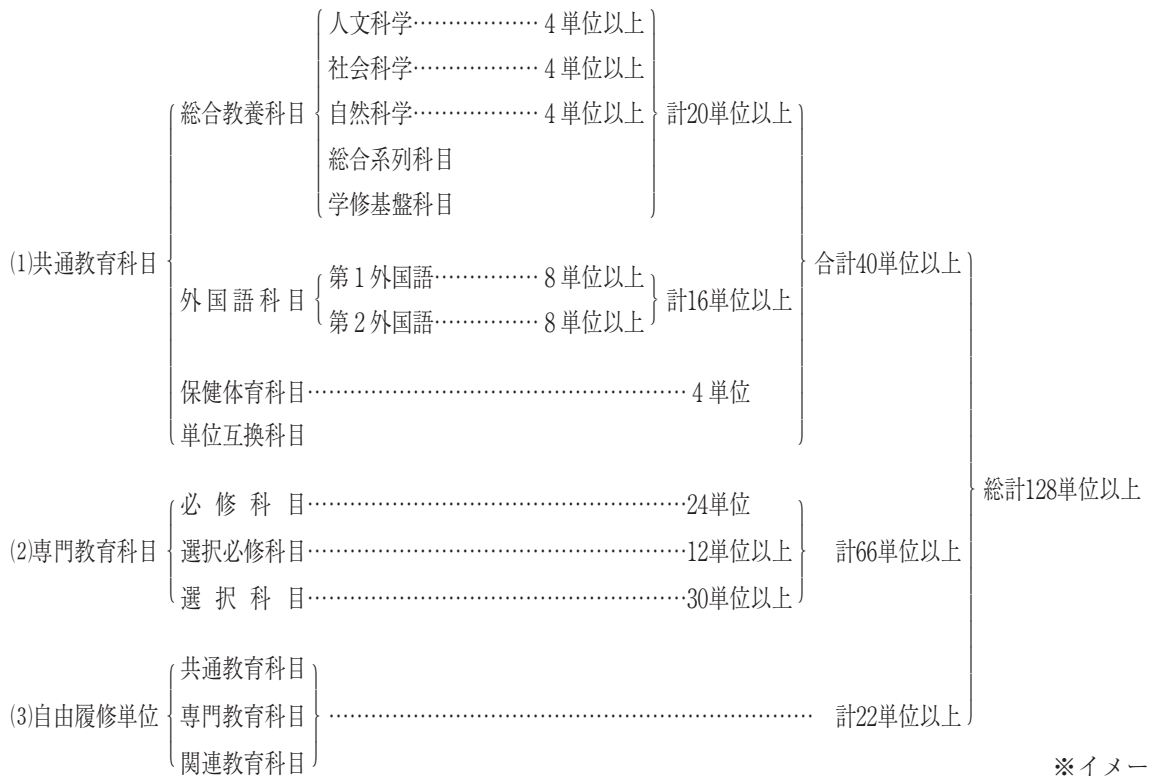 人文科学……………… 4 単位以上
社会科学……………… 4 単位以上
総合教養科目 自然科学……………… 4 単位以上 計20単位以上
総合系列科目
学修基盤科目
⑴共通教育科目 合計40単位以上
第 1 外国語…………… 8 単位以上
外 国 語 科 目 計16単位以上
第 2 外国語…………… 8 単位以上
保健体育科目………………………………………………… 4 単位
単位互換科目
総計128単位以上
必 修 科 目…………………………………………………24単位
⑵専門教育科目 選択必修科目…………………………………………………12単位以上 計66単位以上
選 択 科 目…………………………………………………30単位以上
共通教育科目
⑶自由履修単位 専門教育科目 ……………………………………………………………… 計22単位以上
関連教育科目
※イメー